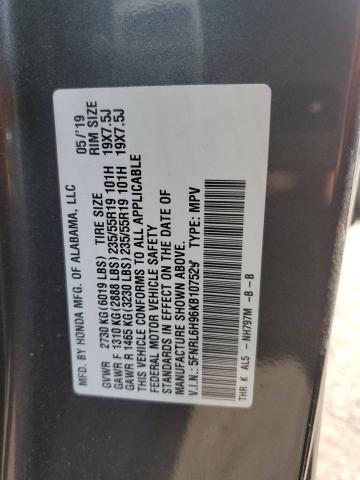 MFD. BY HONDA MFG. OF ALABAMA, LLC 05/'19
TIRE SIZE RIM SIZE
GVWR 2730 KG(6019 LBS)
GAWR F 1310 KG(2888 LBS) 235/55R19 101H 19X7.5J
GAWR R 1465 KG(3230 LBS) 235/55R19 101H 19X7.5J
THIS VEHICLE CONFORMS TO ALL APPLICABLE
FEDERAL MOTOR VEHICLE SAFETY
STANDARDS IN EFFECT ON THE DATE OF
MANUFACTURE SHOWN ABOVE.
V.I.N.: 5FNRL6H96KB107529 TYPE: MPV
THR K AL5 -NH797M -B -B